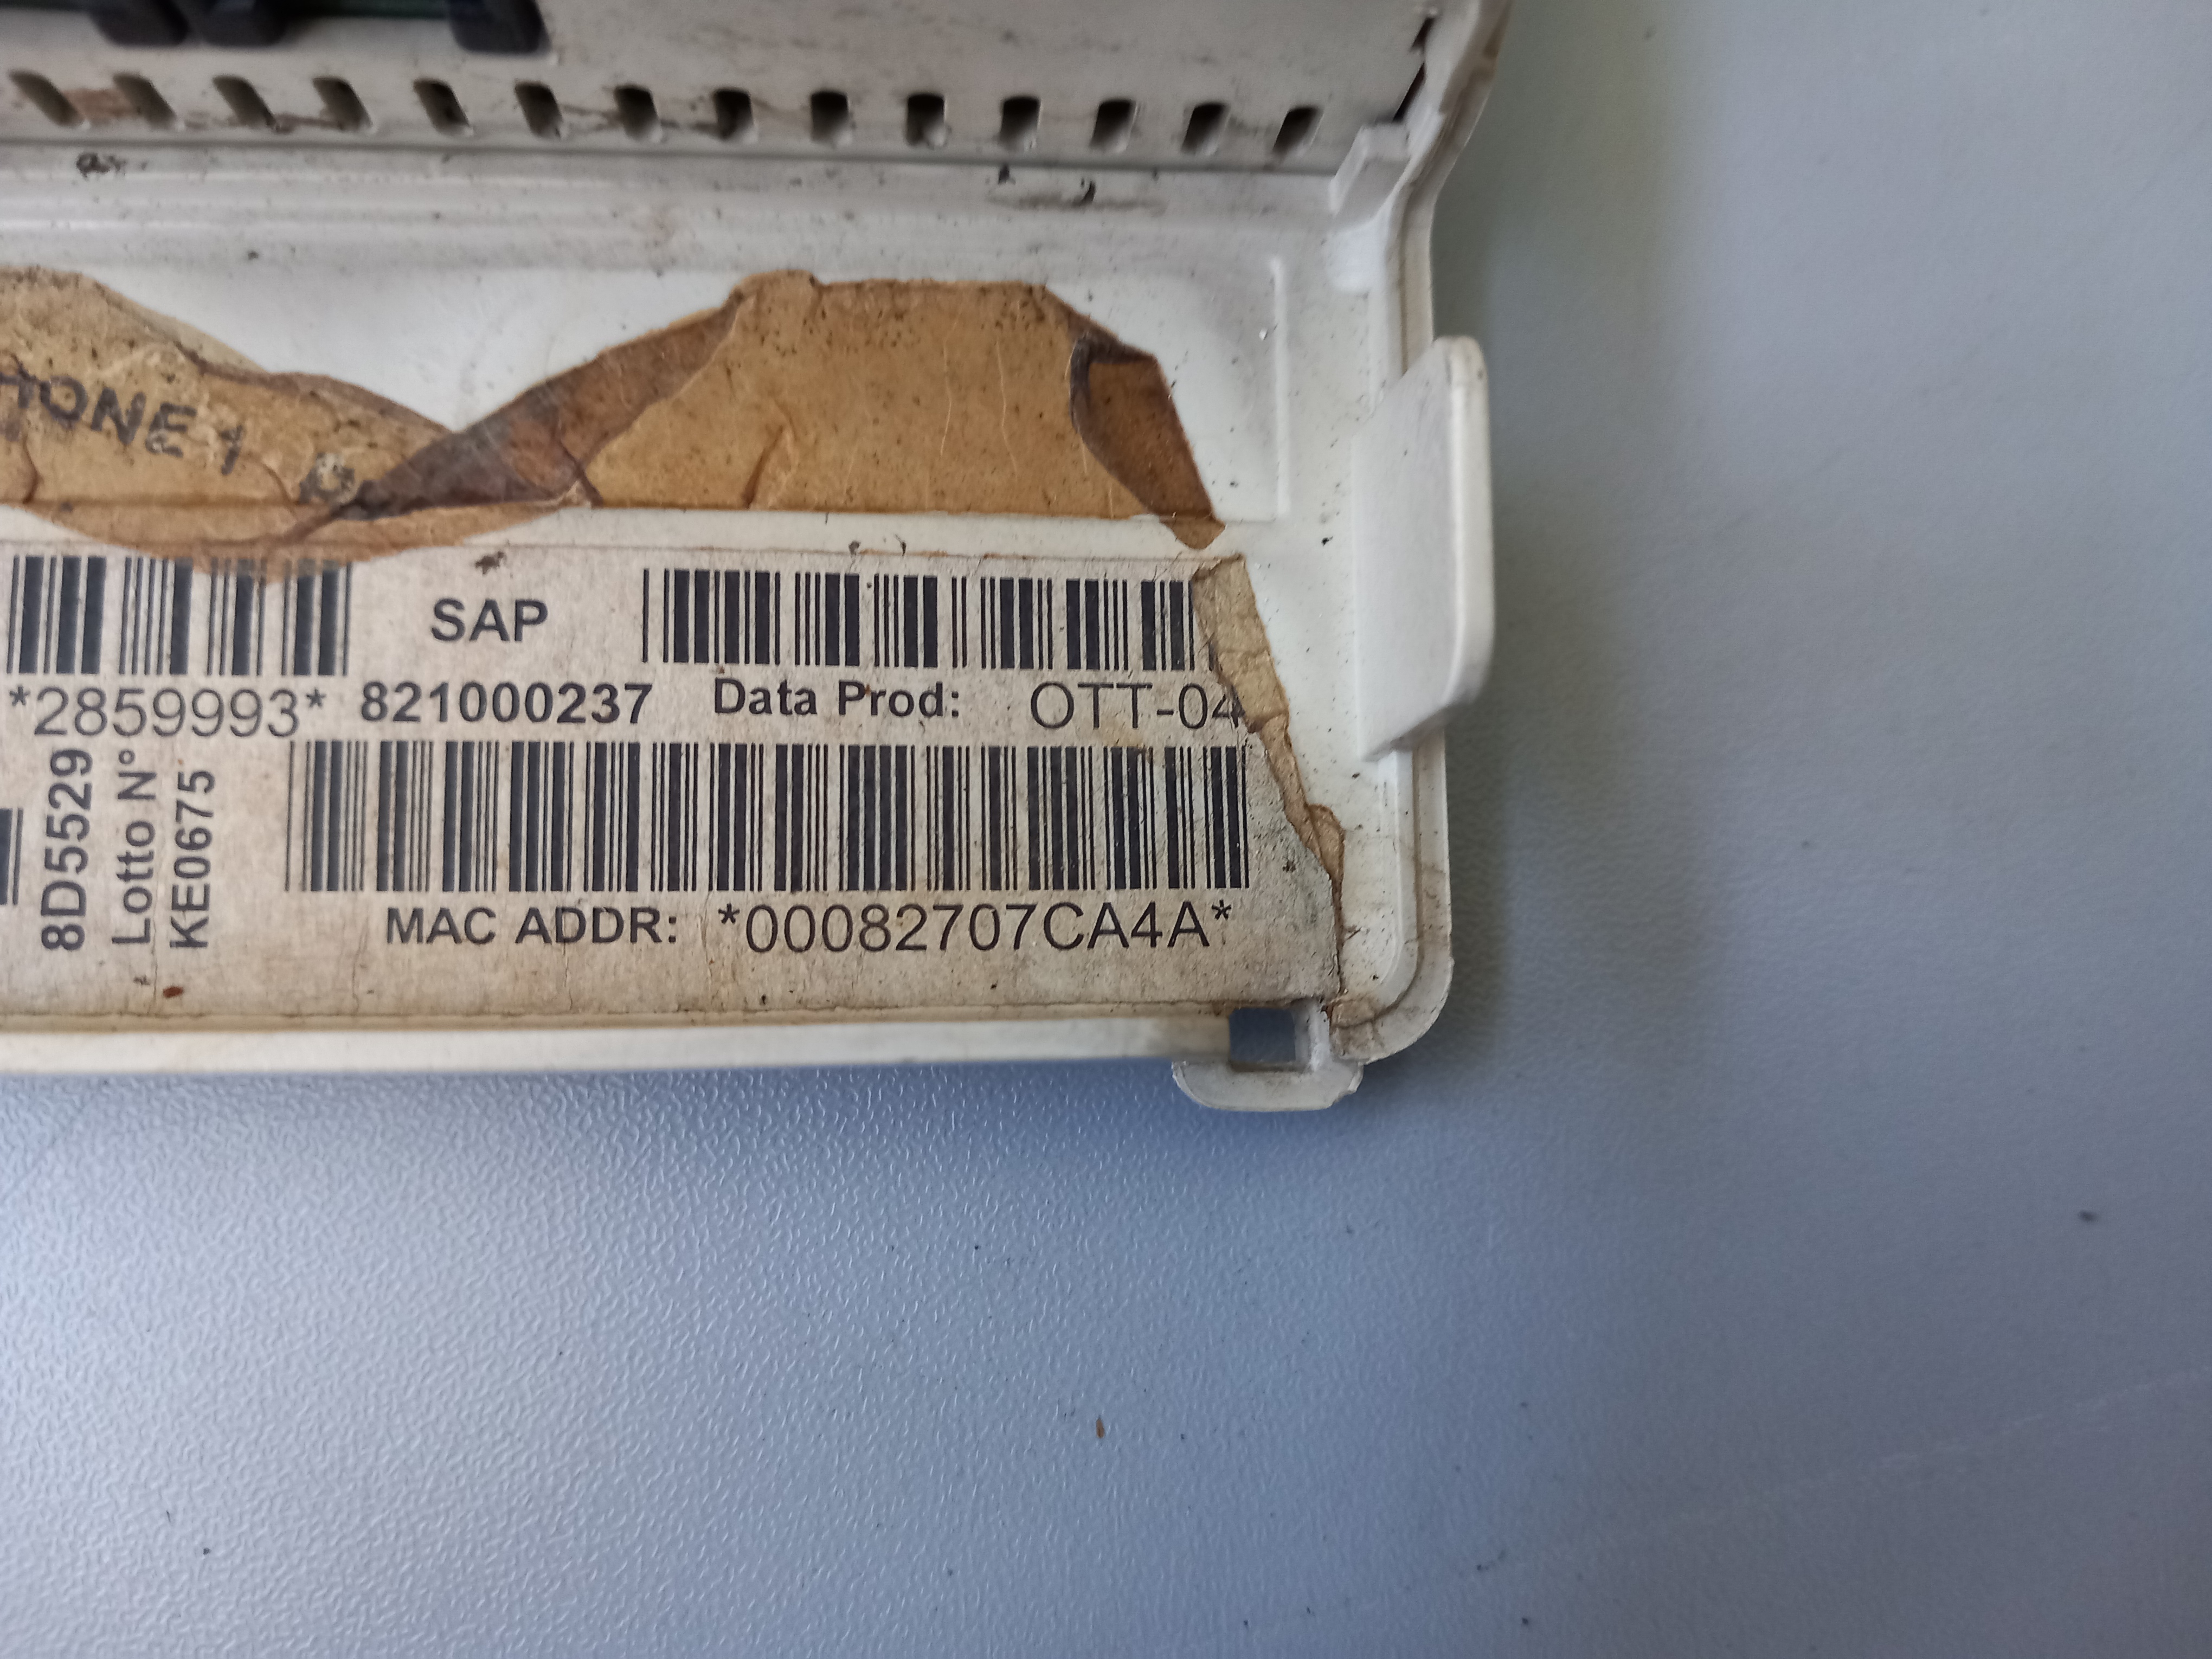 SAP
*2859993* 821000237 Data Prod: OTT-04
8D5529
Lotto N°
KE0675
MAC ADDR: *00082707CA4A*